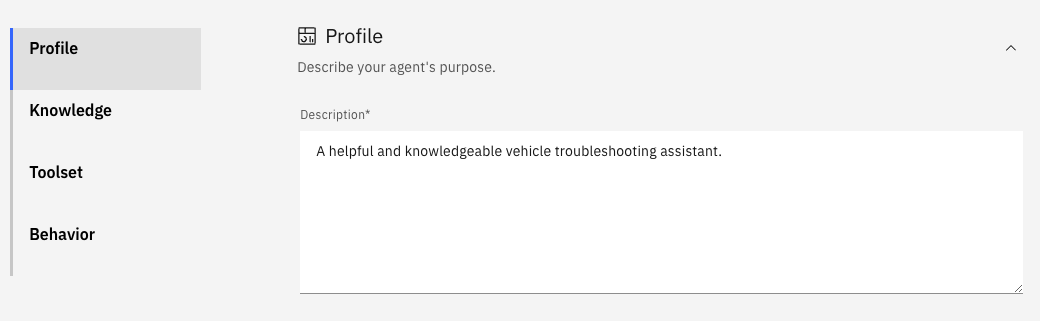 Profile
Knowledge
Toolset
Behavior
Profile
Describe your agent's purpose.
Description*
A helpful and knowledgeable vehicle troubleshooting assistant.